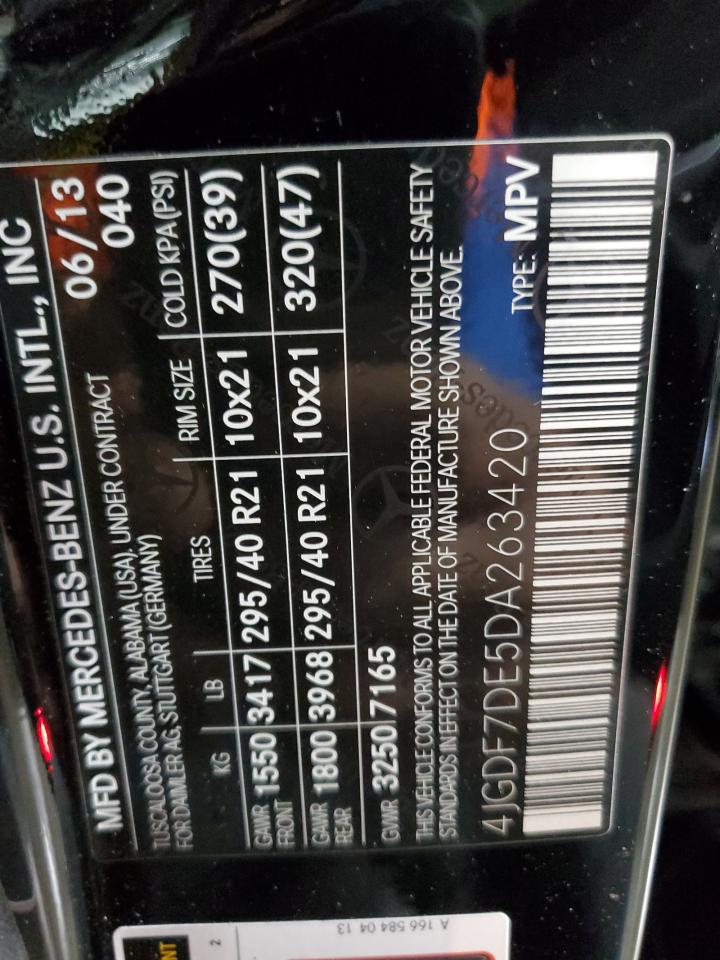 MFD BY MERCEDES-BENZ U.S. INTL., INC
06/13
TUSCALOOSA COUNTY, ALABAMA (USA), UNDER CONTRACT 040
FOR DAIMLER AG, STUTTGART (GERMANY)
KG LB TIRES RIM SIZE COLD KPA (PSI)
GAWR FRONT 1550 3417 295/40 R21 10x21 270(39)
GAWR REAR 1800 3968 295/40 R21 10x21 320(47)
GVWR 3250 7165
THIS VEHICLE CONFORMS TO ALL APPLICABLE FEDERAL MOTOR VEHICLE SAFETY
STANDARDS IN EFFECT ON THE DATE OF MANUFACTURE SHOWN ABOVE.
4JGDF7DE5DA263420 TYPE: MPV
A 166 584 04 13
2